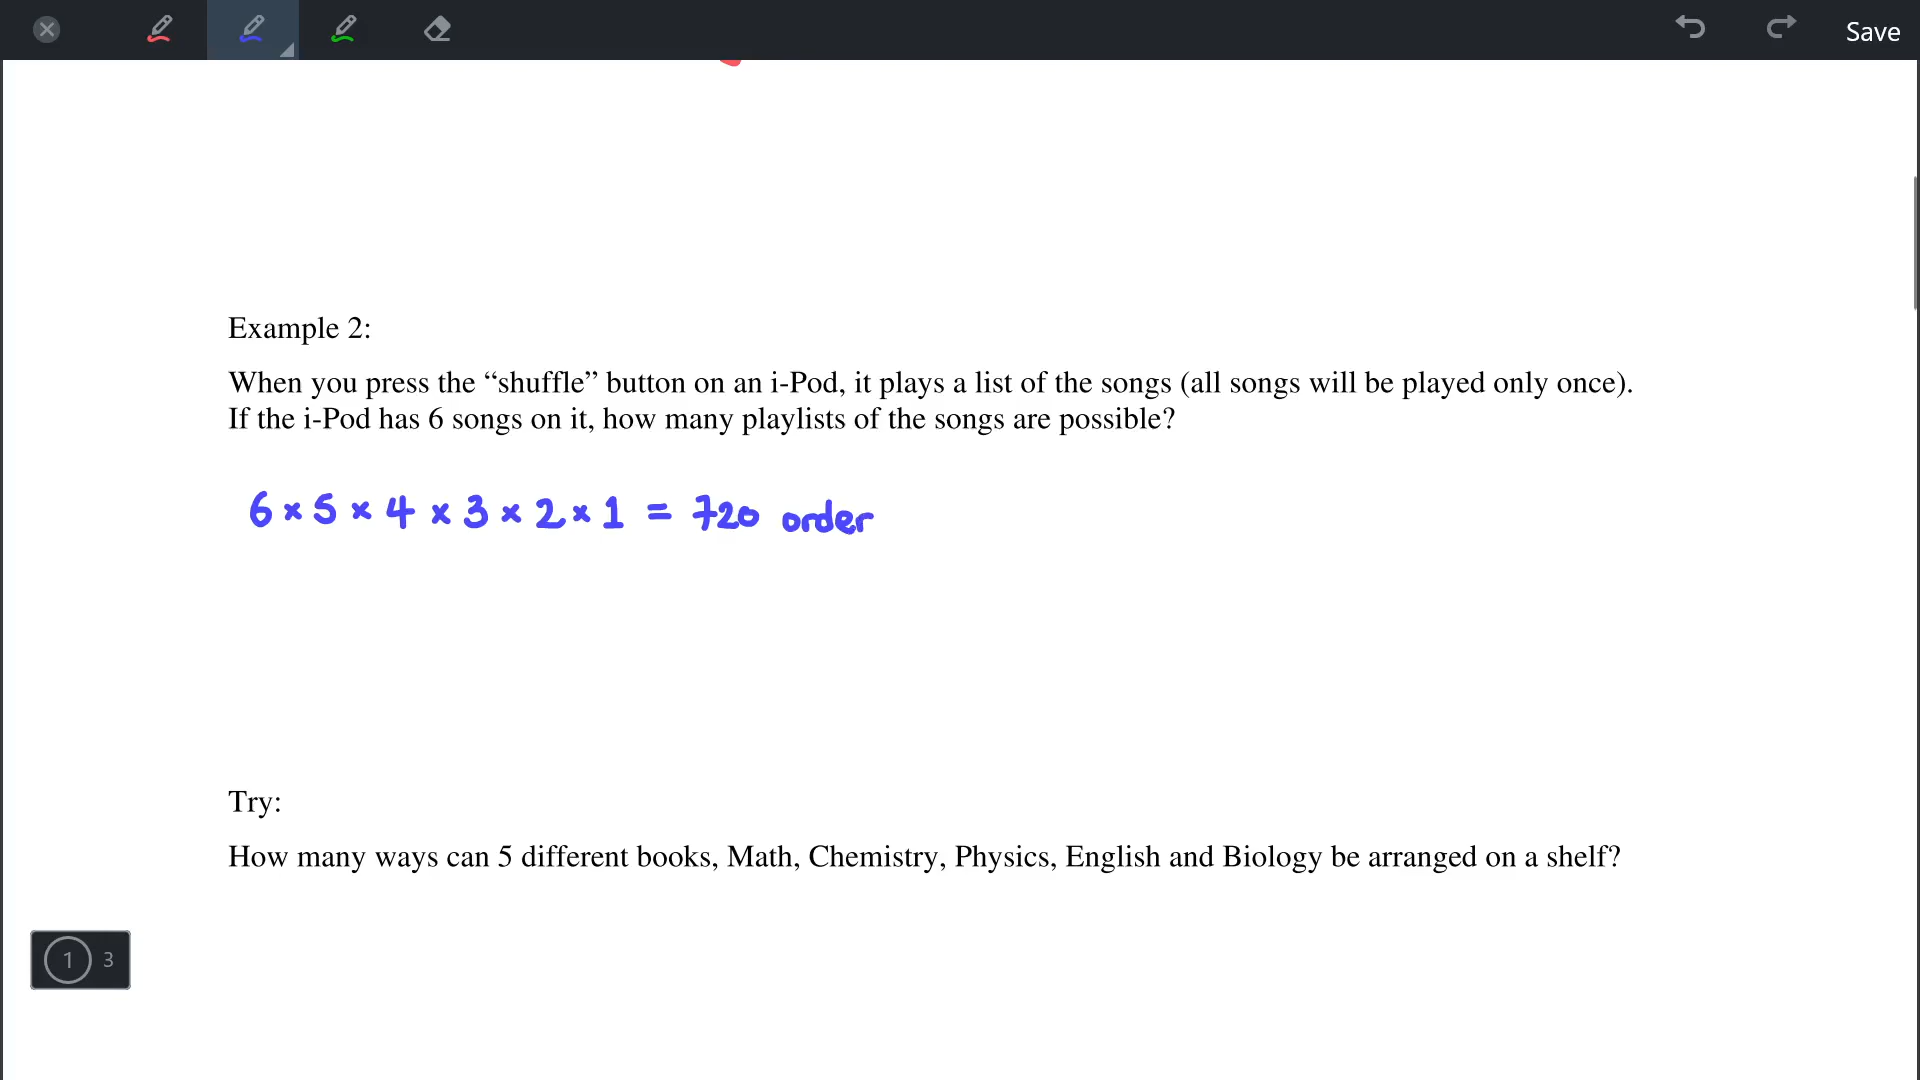 Save
Example 2:
When you press the “shuffle” button on an i-Pod, it plays a list of the songs (all songs will be played only once).
If the i-Pod has 6 songs on it, how many playlists of the songs are possible?
6 × 5 × 4 × 3 × 2 × 1 = 720 order
Try:
How many ways can 5 different books, Math, Chemistry, Physics, English and Biology be arranged on a shelf?
1 3